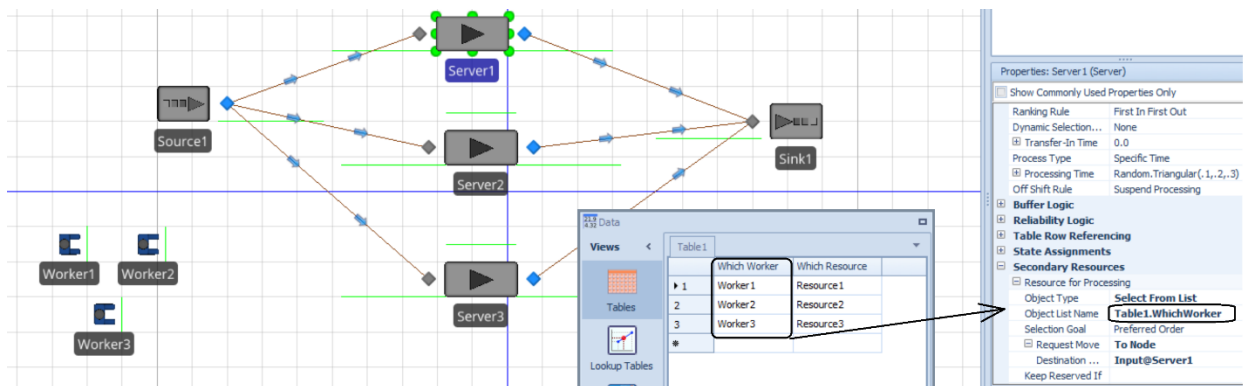 Server1
Source1
Server2
Sink1
Server3
Worker1
Worker2
Worker3
Data
Views
Tables
Lookup Tables
Table1
Which Worker Which Resource
1 Worker1 Resource1
2 Worker2 Resource2
3 Worker3 Resource3
Properties: Server1 (Server)
Show Commonly Used Properties Only
Ranking Rule First In First Out
Dynamic Selection... None
Transfer-In Time 0.0
Process Type Specific Time
Processing Time Random.Triangular(.1,.2,.3)
Off Shift Rule Suspend Processing
Buffer Logic
Reliability Logic
Table Row Referencing
State Assignments
Secondary Resources
Resource for Processing
Object Type Select From List
Object List Name Table1.WhichWorker
Selection Goal Preferred Order
Request Move To Node
Destination ... Input@Server1
Keep Reserved If